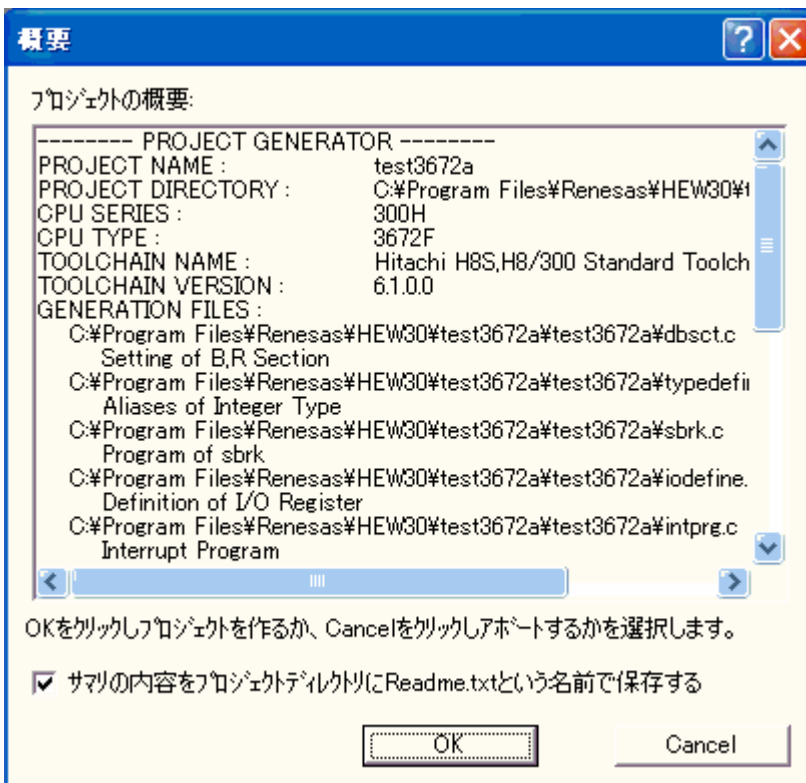 概要
プロジェクトの概要:
-------- PROJECT GENERATOR --------
PROJECT NAME : test3672a
PROJECT DIRECTORY : C:¥Program Files¥Renesas¥HEW30¥t
CPU SERIES : 300H
CPU TYPE : 3672F
TOOLCHAIN NAME : Hitachi H8S,H8/300 Standard Toolch
TOOLCHAIN VERSION : 6.1.0.0
GENERATION FILES :
C:¥Program Files¥Renesas¥HEW30¥test3672a¥test3672a¥dbsct.c
Setting of B,R Section
C:¥Program Files¥Renesas¥HEW30¥test3672a¥test3672a¥typedefi
Aliases of Integer Type
C:¥Program Files¥Renesas¥HEW30¥test3672a¥test3672a¥sbrk.c
Program of sbrk
C:¥Program Files¥Renesas¥HEW30¥test3672a¥test3672a¥iodefine.
Definition of I/O Register
C:¥Program Files¥Renesas¥HEW30¥test3672a¥test3672a¥intprg.c
Interrupt Program
OKをクリックしプロジェクトを作るか、Cancelをクリックしアボートするかを選択します。
サマリの内容をプロジェクトディレクトリにReadme.txtという名前で保存する
OK Cancel